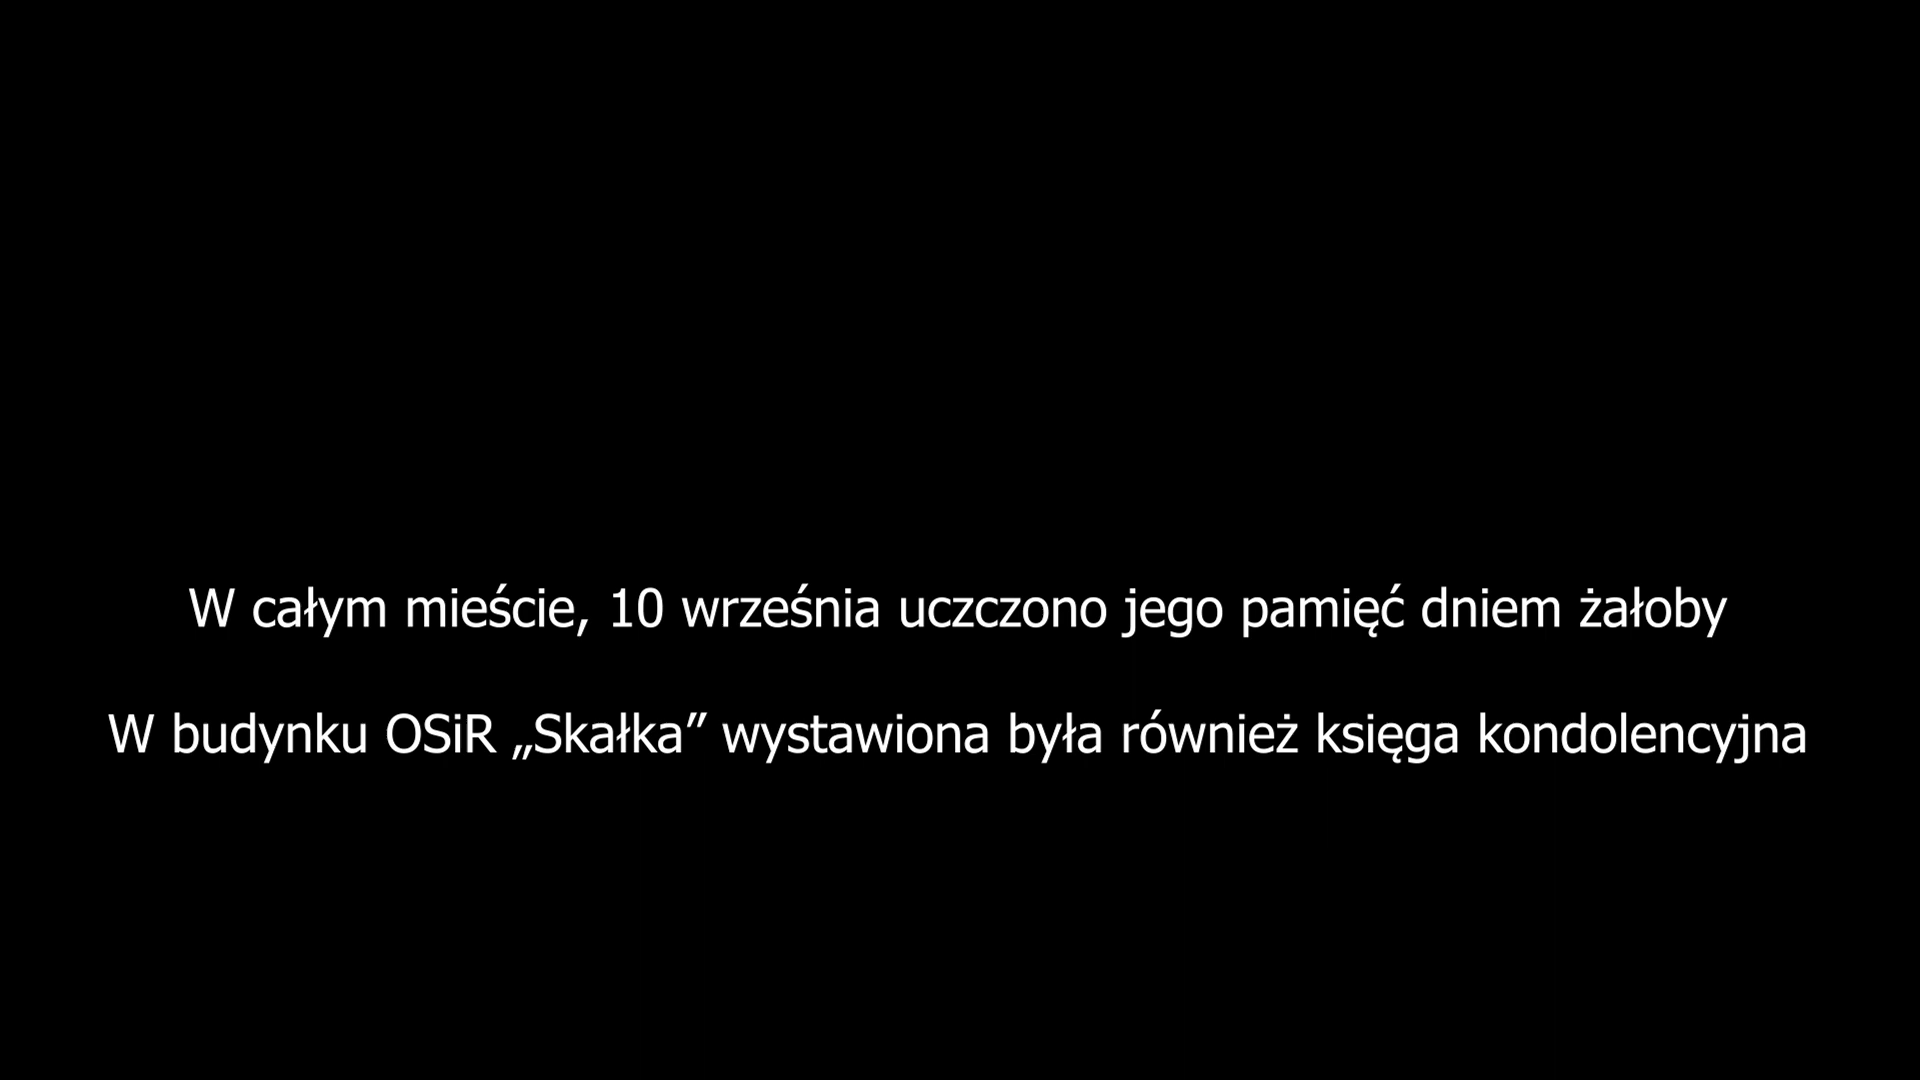 W całym mieście, 10 września uczczono jego pamięć dniem żałoby
W budynku OSiR „Skałka” wystawiona była również księga kondolencyjna